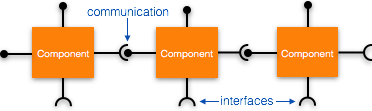 communication
Component
Component
Component
interfaces